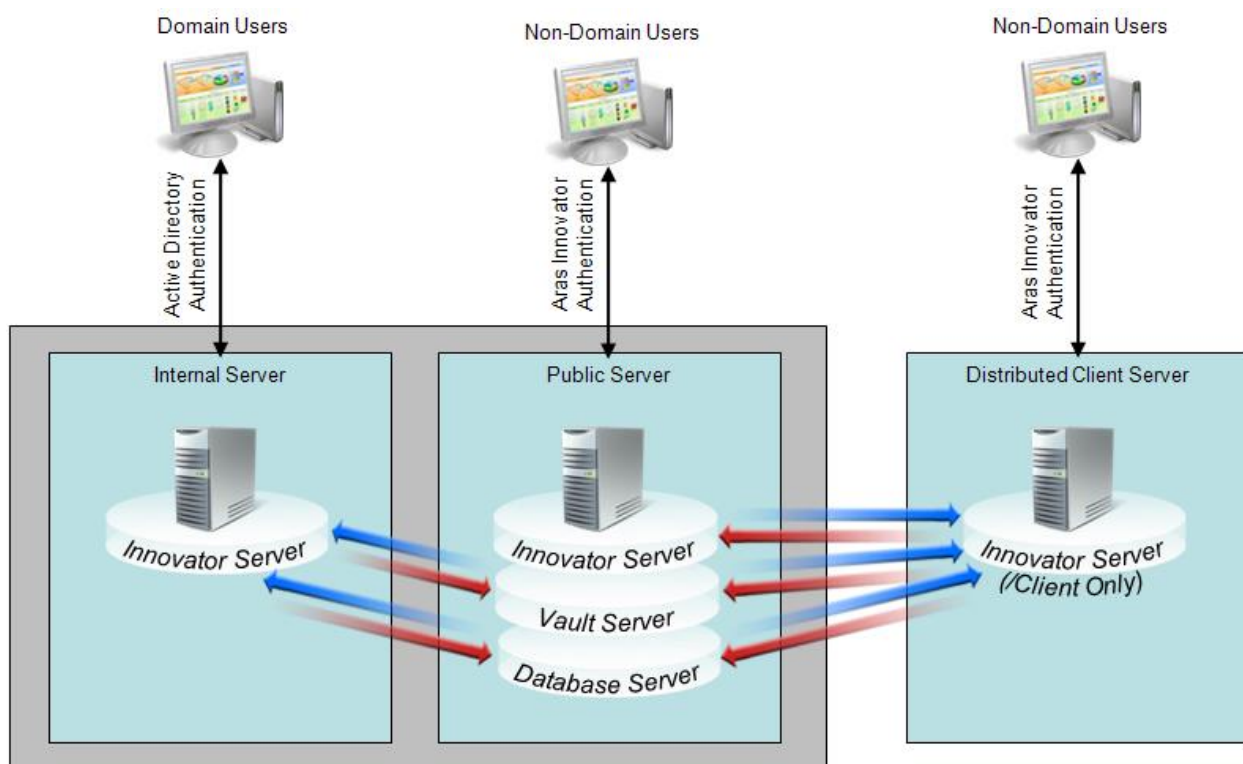 Domain Users
Non-Domain Users
Non-Domain Users
Active Directory
Authentication
Aras Innovator
Authentication
Aras Innovator
Authentication
Internal Server
Public Server
Distributed Client Server
Innovator Server
Innovator Server
Vault Server
Database Server
Innovator Server
(/Client Only)